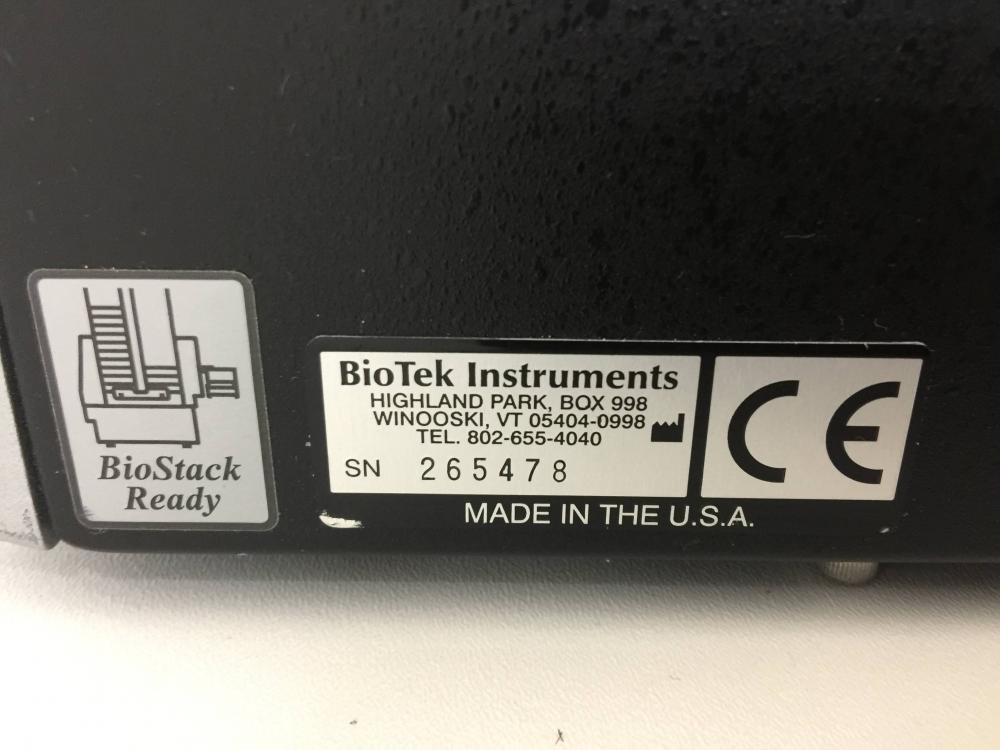 BioStack
Ready
BioTek Instruments
HIGHLAND PARK, BOX 998
WINOOSKI, VT 05404-0998
TEL. 802-655-4040
SN 265478
CE
MADE IN THE U.S.A.